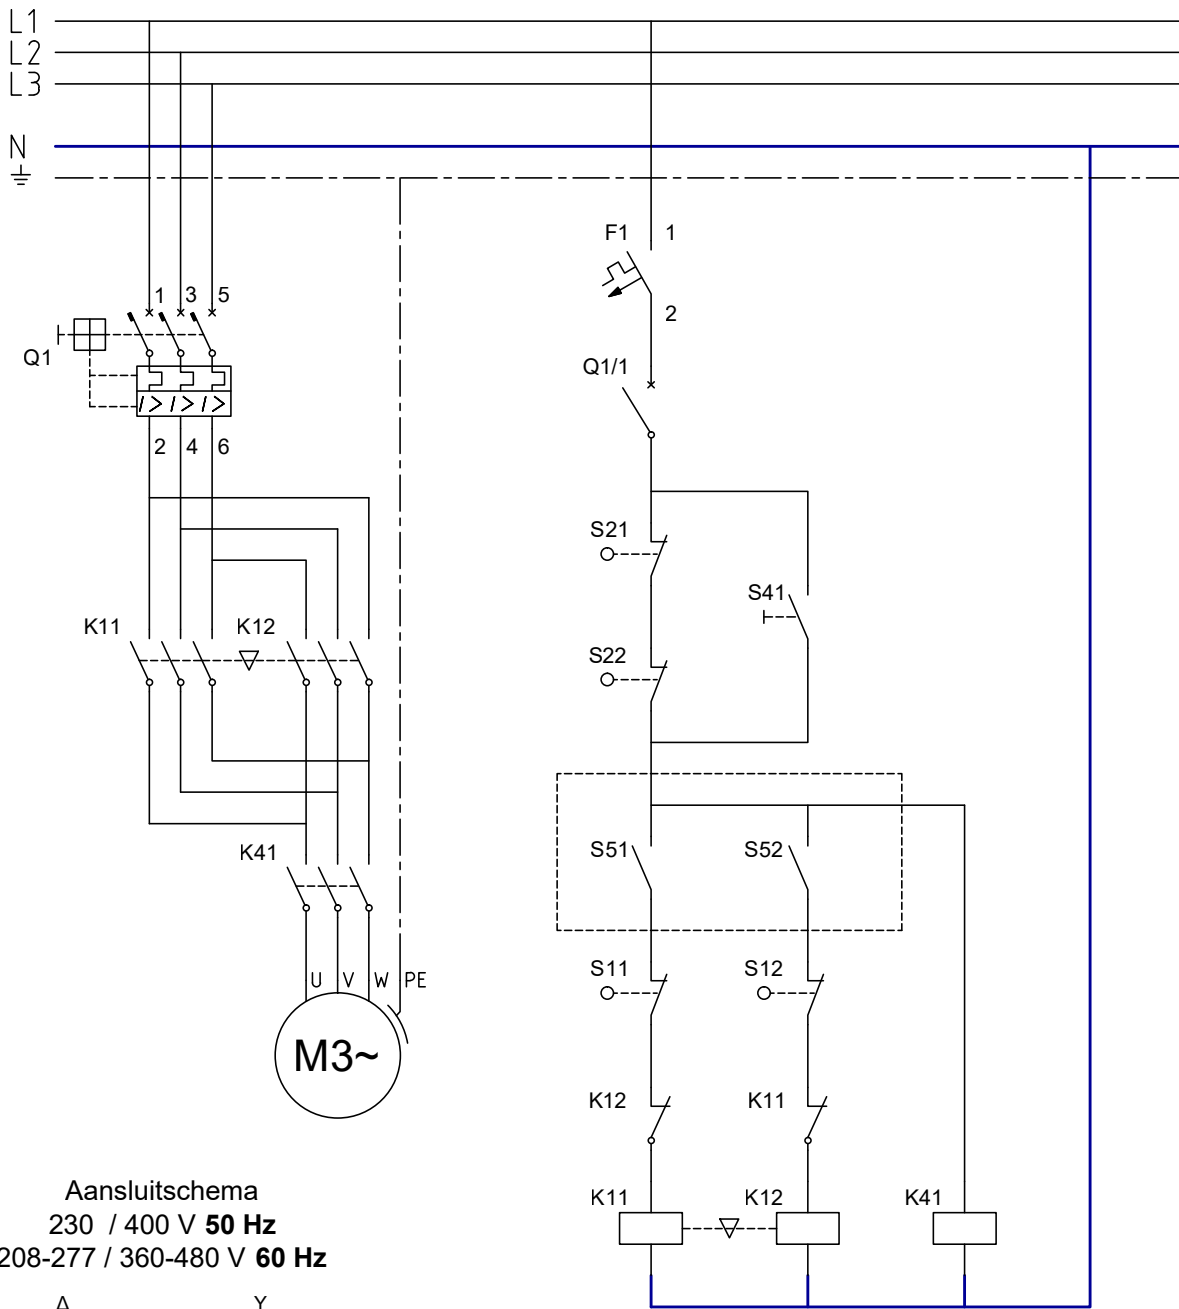 L1
L2
L3
N
F1 1
2
1 3 5
Q1
I> I> I>
2 4 6
Q1/1
S21
S41
K11 K12
S22
K41
S51 S52
U V W PE
S11 S12
M3~
K12 K11
K11 K12 K41
Aansluitschema
230 / 400 V 50 Hz
208-277 / 360-480 V 60 Hz
Y